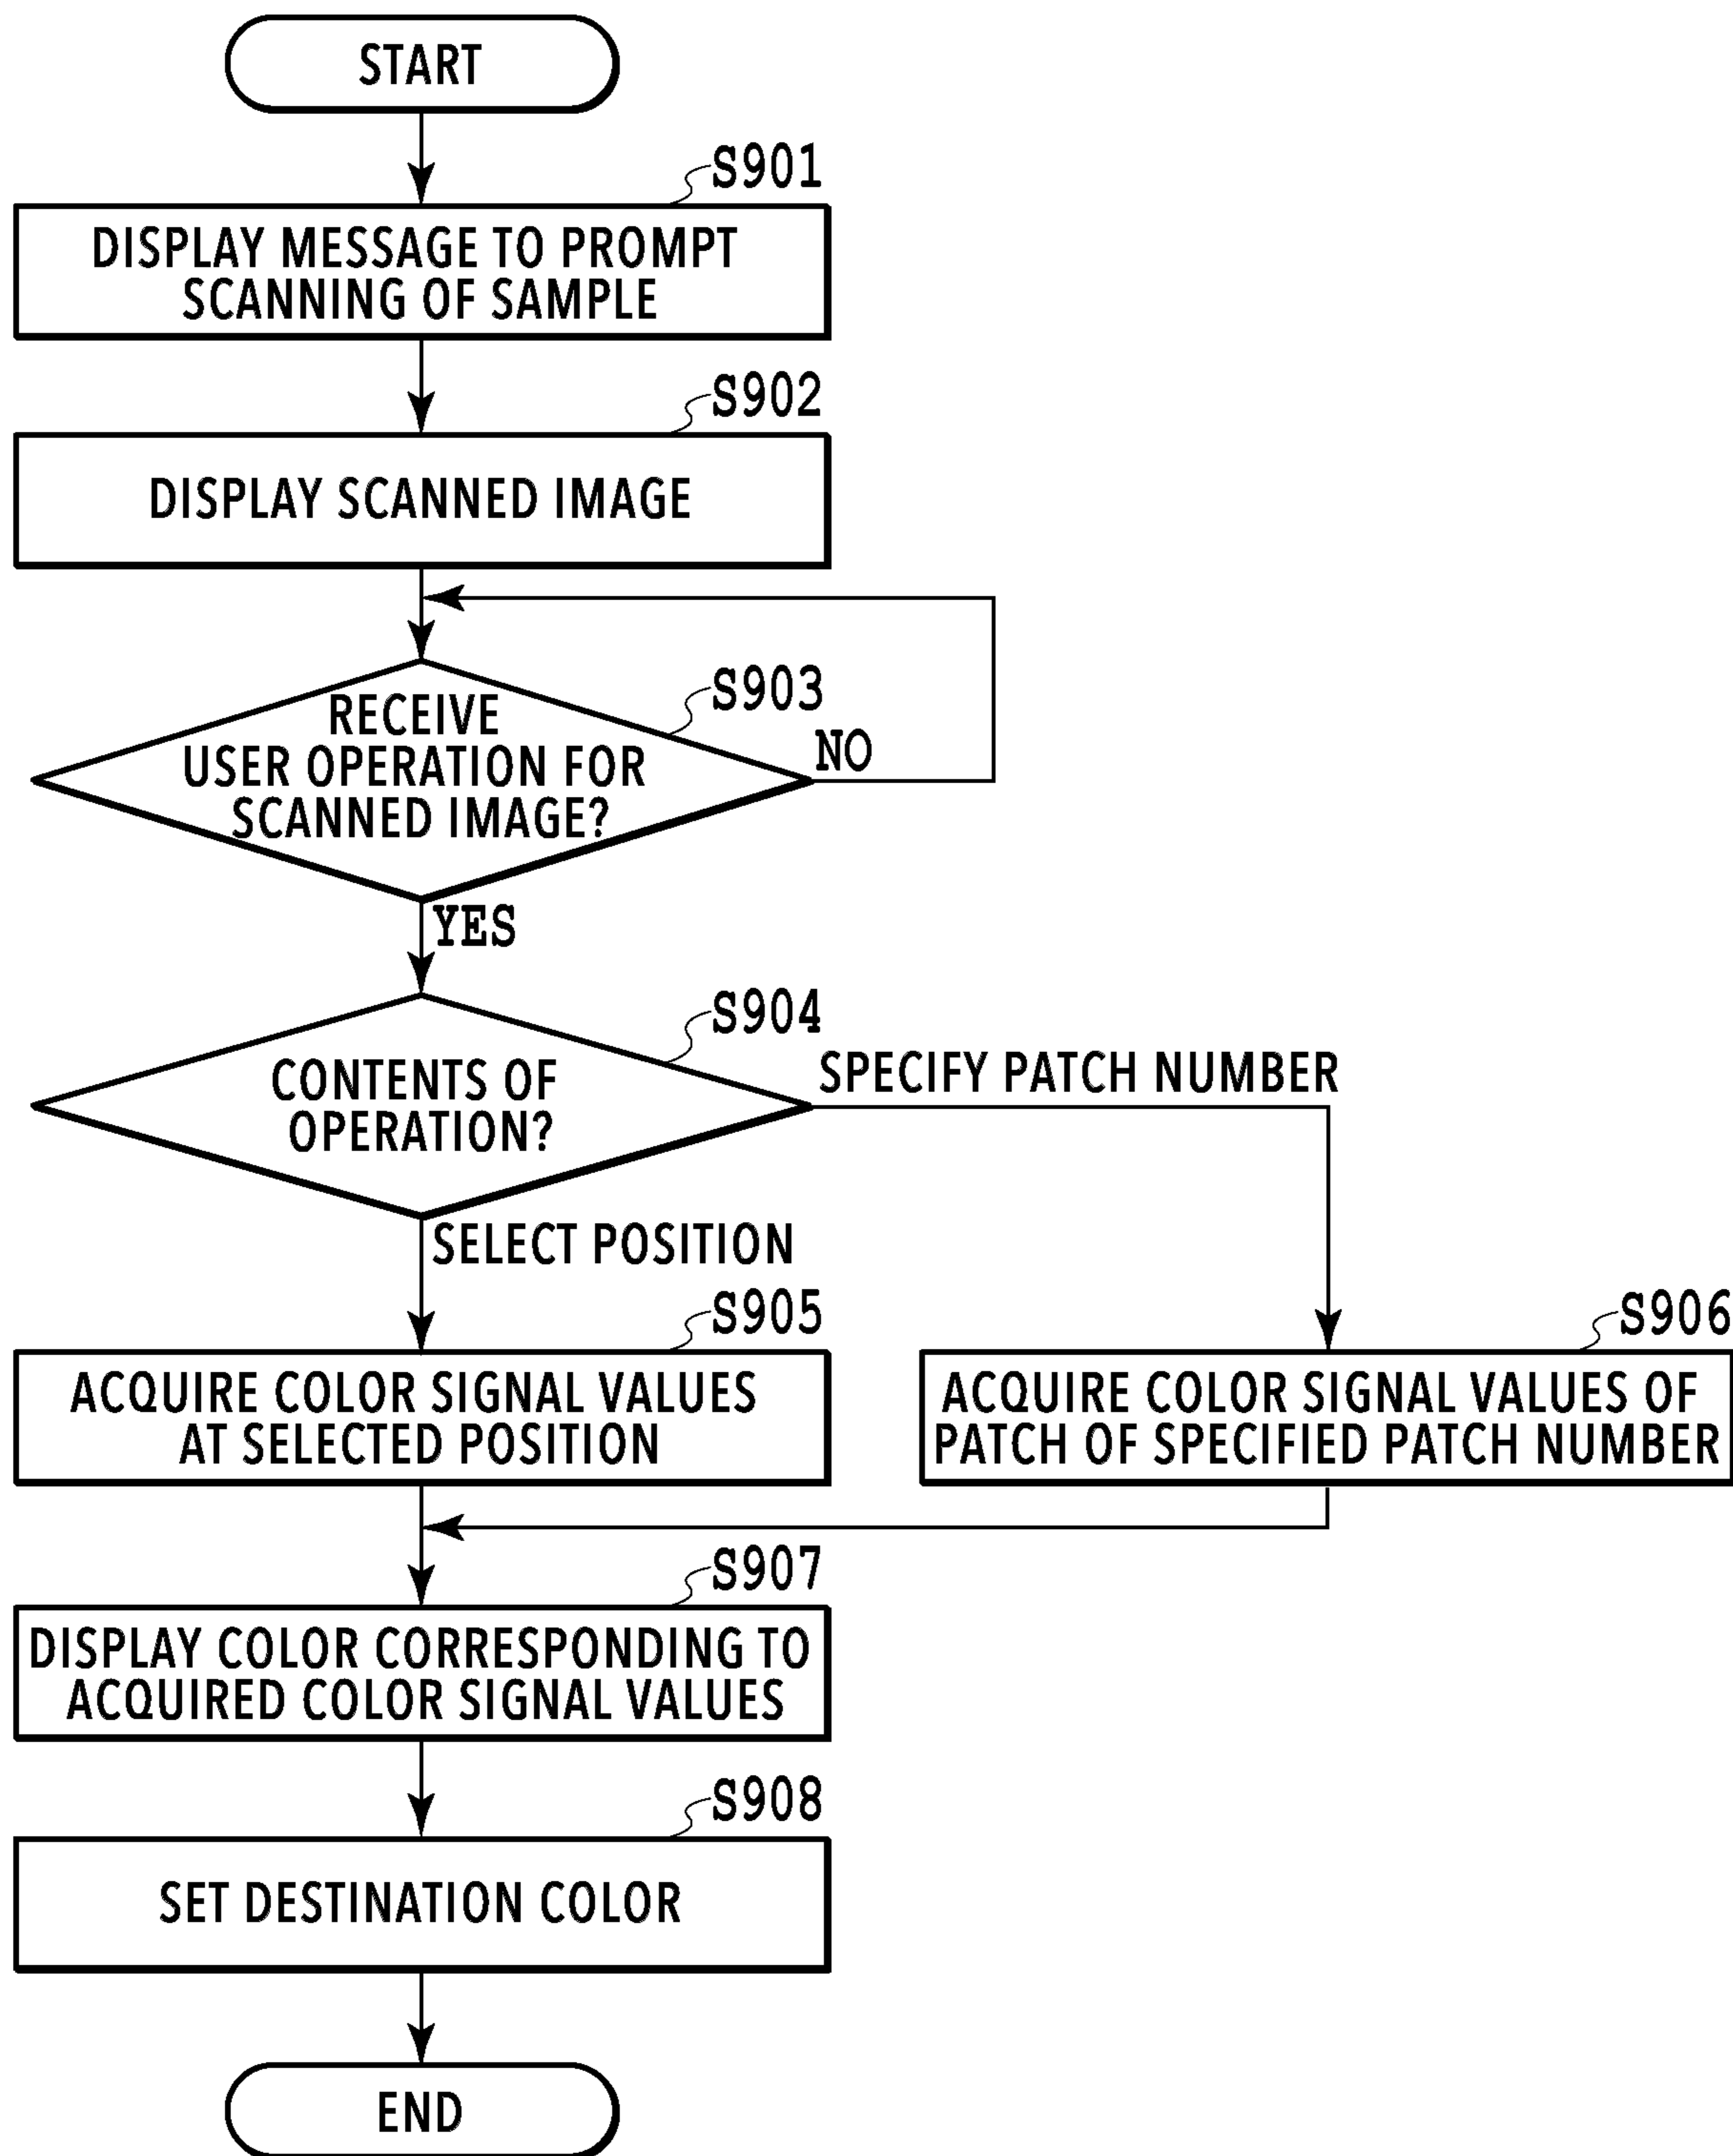 START
S901
DISPLAY MESSAGE TO PROMPT
SCANNING OF SAMPLE
S902
DISPLAY SCANNED IMAGE
S903
RECEIVE
USER OPERATION FOR
SCANNED IMAGE?
NO
YES
S904
CONTENTS OF
OPERATION?
SPECIFY PATCH NUMBER
SELECT POSITION
S905
ACQUIRE COLOR SIGNAL VALUES
AT SELECTED POSITION
S906
ACQUIRE COLOR SIGNAL VALUES OF
PATCH OF SPECIFIED PATCH NUMBER
S907
DISPLAY COLOR CORRESPONDING TO
ACQUIRED COLOR SIGNAL VALUES
S908
SET DESTINATION COLOR
END